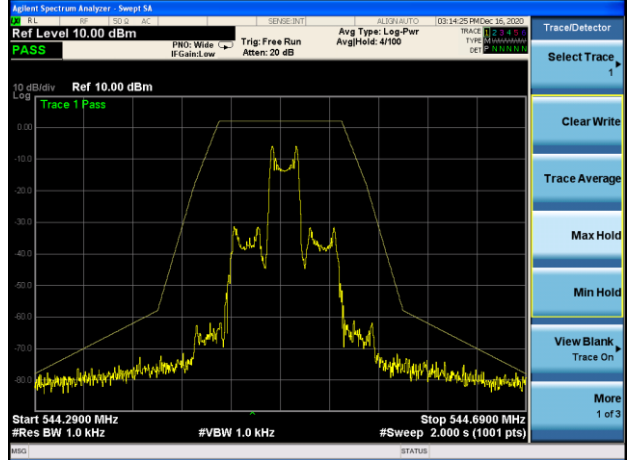 Agilent Spectrum Analyzer - Swept SA
RL RF 50 Ω AC SENSE:INT ALIGNAUTO 03:14:25 PM Dec 16, 2020
Ref Level 10.00 dBm
PASS
PNO: Wide
IFGain:Low
Trig: Free Run
Atten: 20 dB
Avg Type: Log-Pwr
Avg|Hold: 4/100
TRACE 1 2 3 4 5 6
TYPE M
DET P N N N N N
10 dB/div Ref 10.00 dBm
Log
Trace 1 Pass
0.00
-10.0
-20.0
-30.0
-40.0
-50.0
-60.0
-70.0
-80.0
Start 544.2900 MHz
Stop 544.6900 MHz
#Res BW 1.0 kHz
#VBW 1.0 kHz
#Sweep 2.000 s (1001 pts)
MSG
STATUS
Trace/Detector
Select Trace
1
Clear Write
Trace Average
Max Hold
Min Hold
View Blank
Trace On
More
1 of 3